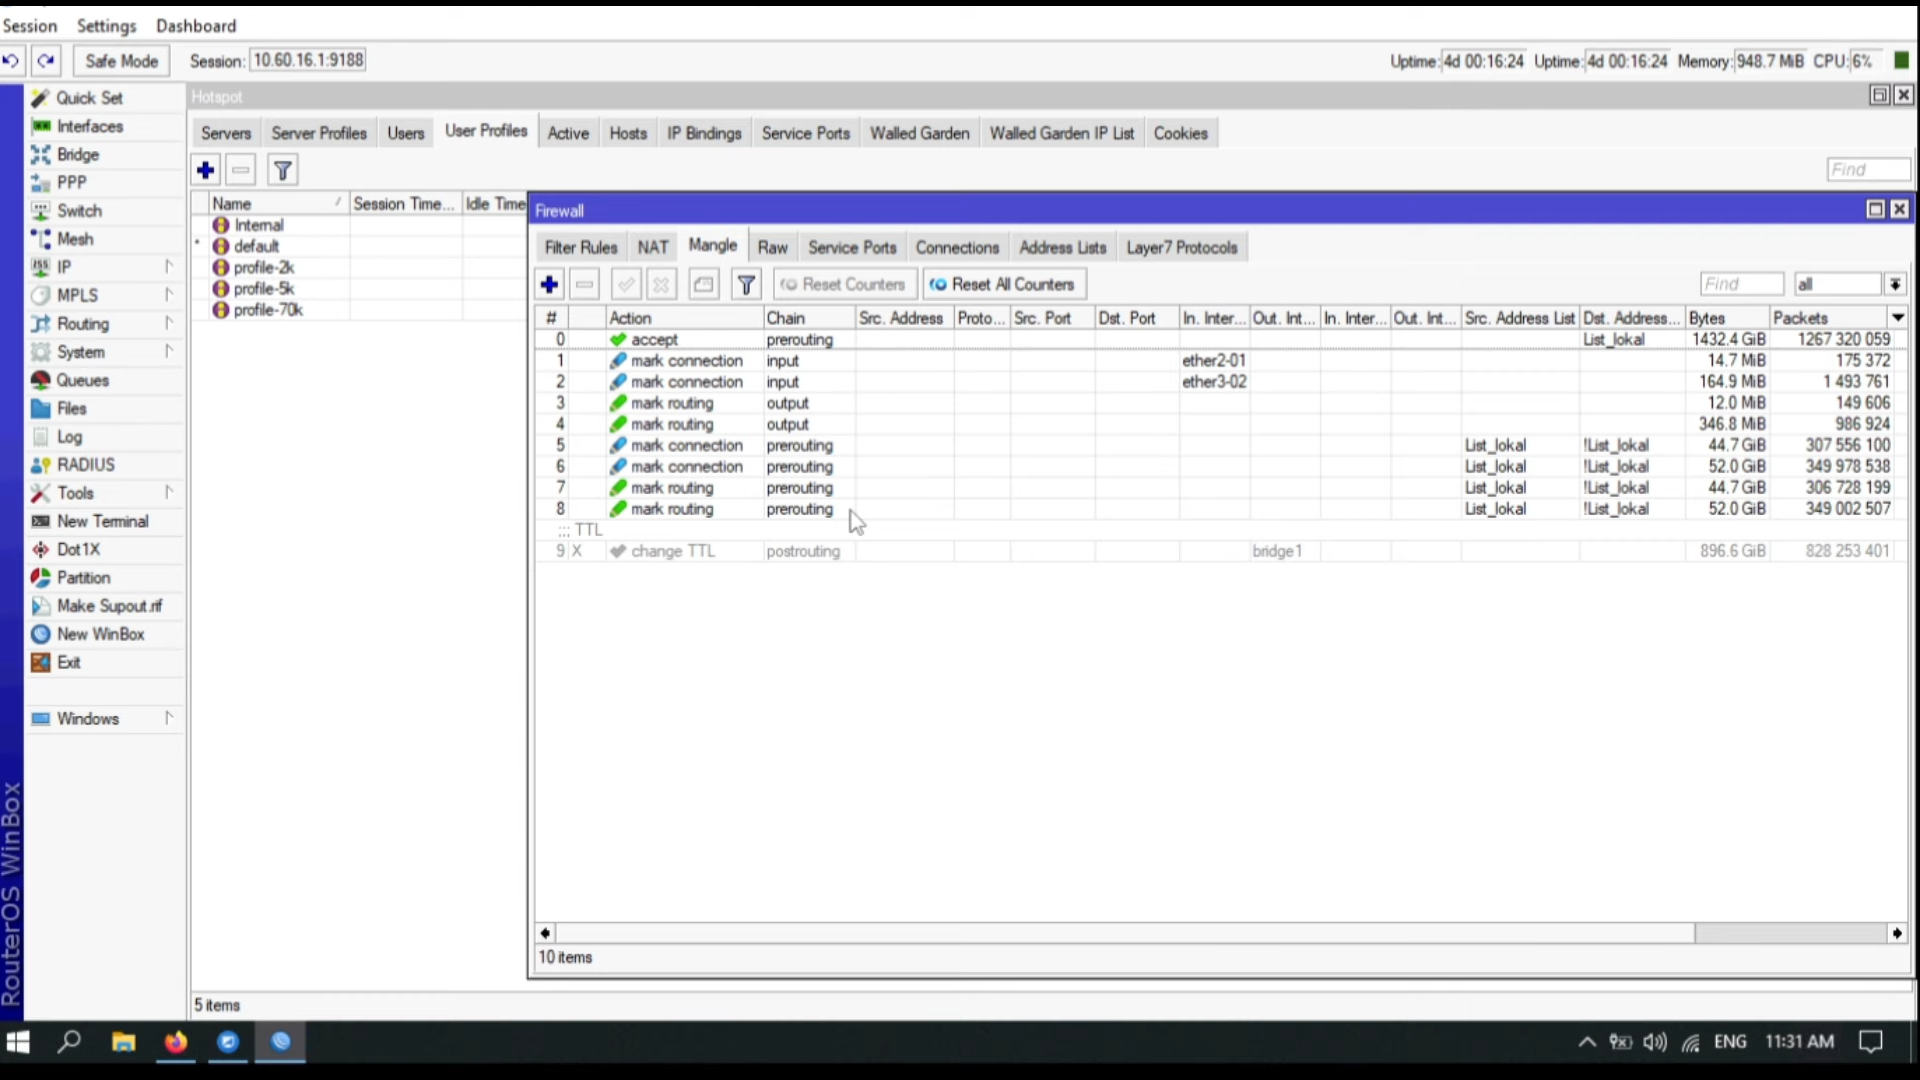 Session Settings Dashboard
Safe Mode Session: 10.60.16.1:9188 Uptime: 4d 00:16:24 Uptime: 4d 00:16:24 Memory: 948.7 MiB CPU: 6%
Quick Set
Interfaces
Bridge
PPP
Switch
Mesh
IP
MPLS
Routing
System
Queues
Files
Log
RADIUS
Tools
New Terminal
Dot1X
Partition
Make Supout.rif
New WinBox
Exit
Windows
RouterOS WinBox
Hotspot
Servers Server Profiles Users User Profiles Active Hosts IP Bindings Service Ports Walled Garden Walled Garden IP List Cookies
Find
Name / Session Time... Idle Time
Internal
* default
profile-2k
profile-5k
profile-70k
5 items
Firewall
Filter Rules NAT Mangle Raw Service Ports Connections Address Lists Layer7 Protocols
Reset Counters Reset All Counters Find all
# Action Chain Src. Address Proto... Src. Port Dst. Port In. Inter... Out. Int... In. Inter... Out. Int... Src. Address List Dst. Address... Bytes Packets
0 accept prerouting List_lokal 1432.4 GiB 1267 320 059
1 mark connection input ether2-01 14.7 MiB 175 372
2 mark connection input ether3-02 164.9 MiB 1 493 761
3 mark routing output 12.0 MiB 149 606
4 mark routing output 346.8 MiB 986 924
5 mark connection prerouting List_lokal !List_lokal 44.7 GiB 307 556 100
6 mark connection prerouting List_lokal !List_lokal 52.0 GiB 349 978 538
7 mark routing prerouting List_lokal !List_lokal 44.7 GiB 306 728 199
8 mark routing prerouting List_lokal !List_lokal 52.0 GiB 349 002 507
::: TTL
9 X change TTL postrouting bridge1 896.6 GiB 828 253 401
10 items
ENG 11:31 AM